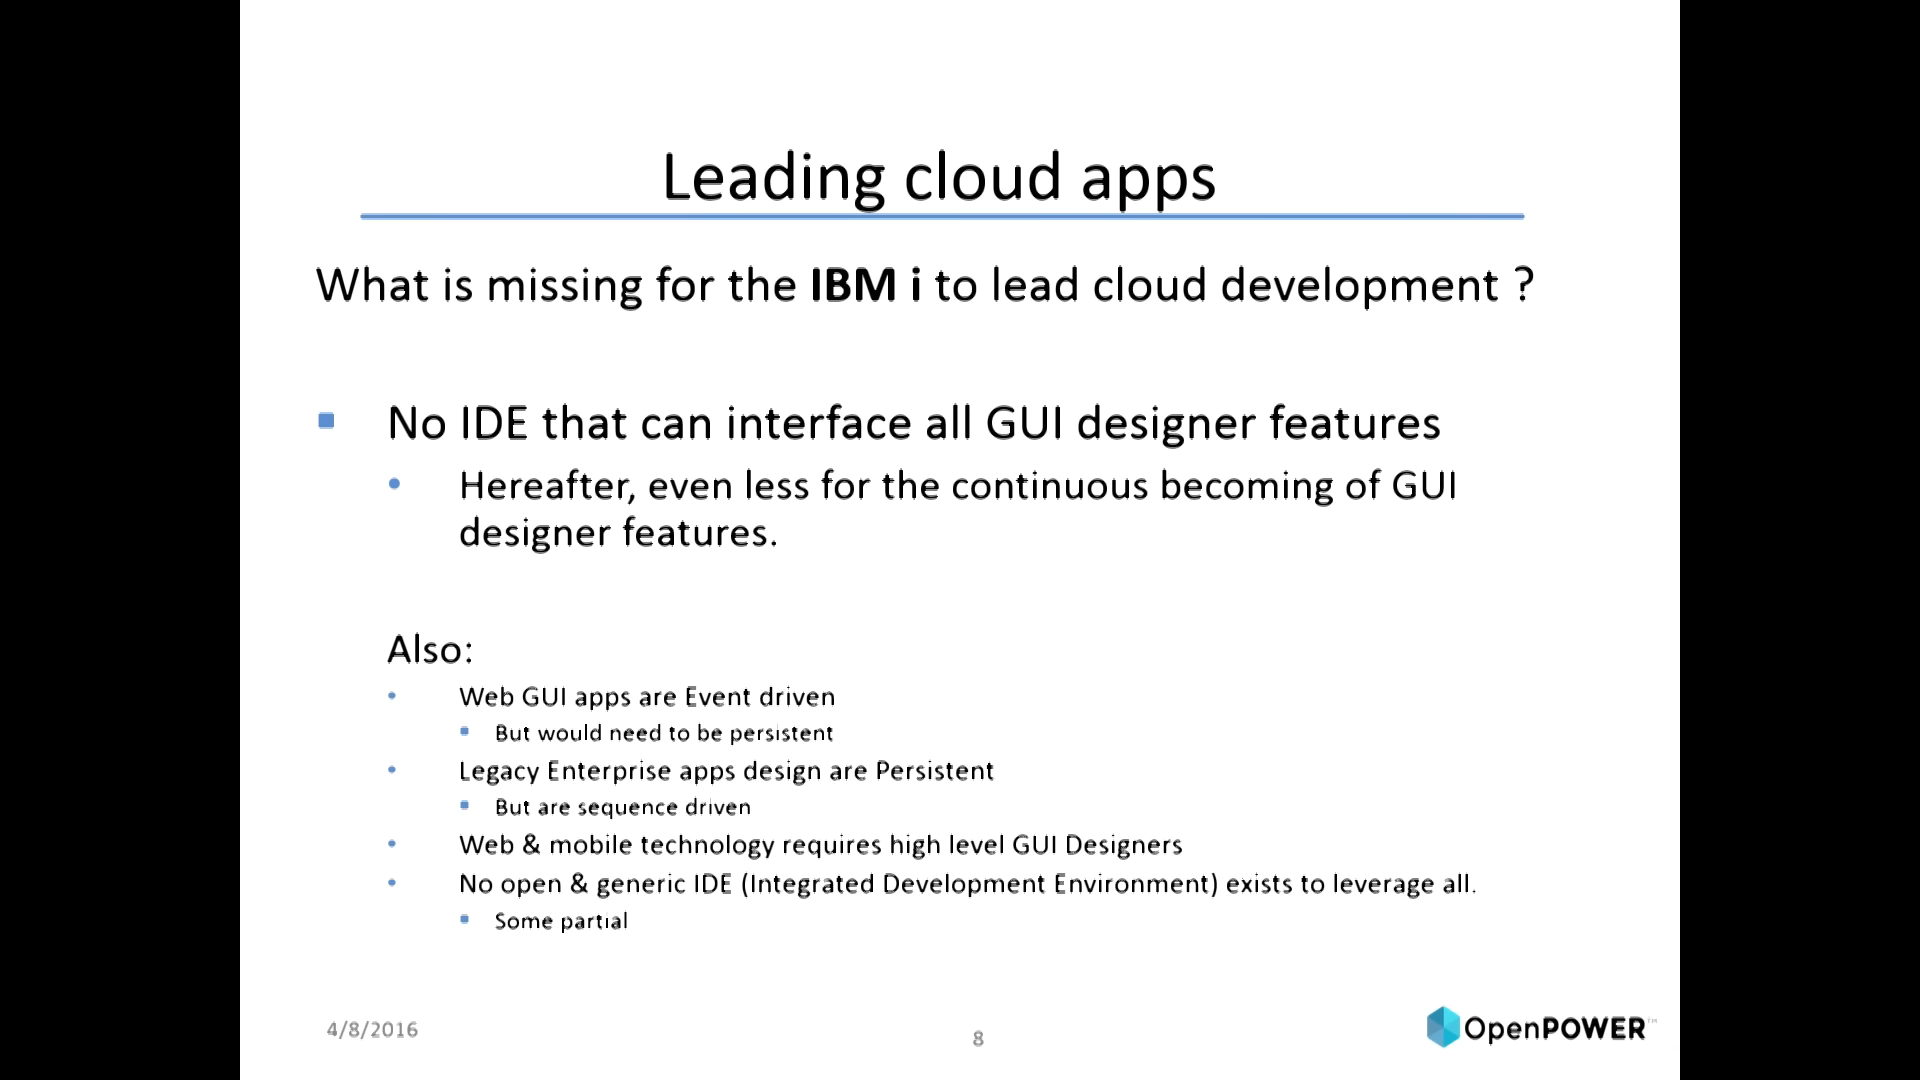 Leading cloud apps
What is missing for the IBM i to lead cloud development ?
No IDE that can interface all GUI designer features
Hereafter, even less for the continuous becoming of GUI
designer features.
Also:
Web GUI apps are Event driven
But would need to be persistent
Legacy Enterprise apps design are Persistent
But are sequence driven
Web & mobile technology requires high level GUI Designers
No open & generic IDE (Integrated Development Environment) exists to leverage all.
Some partial
4/8/2016
8
OpenPOWER™